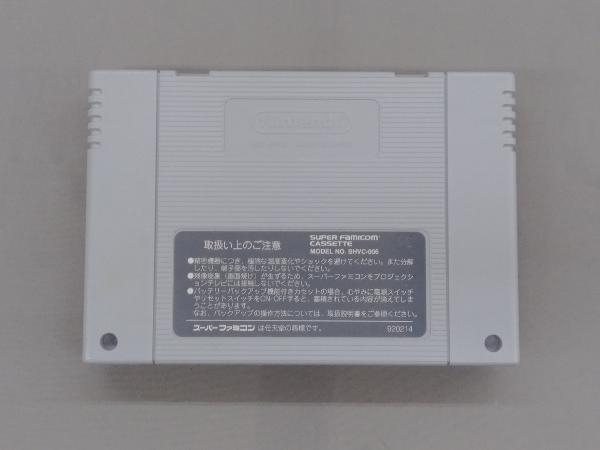 Nintendo
取扱い上のご注意
SUPER FAMICOM
CASSETTE
MODEL NO. SHVC-006
●精密機器につき、極端な温度変化やショックを避けてください。また分解
したり、端子部を汚したりしないでください。
●残像現象（画面焼け）が生ずるため、スーパーファミコンをプロジェクシ
ョンテレビには接続しないでください。
●バッテリーバックアップ機能付きカセットの場合、むやみに電源スイッチ
やリセットスイッチをON・OFFすると、蓄積されている内容が消えてしま
うことがあります。
なお、バックアップの操作方法については、取扱説明書をご参照ください。
スーパーファミコン は任天堂の商標です。
920214